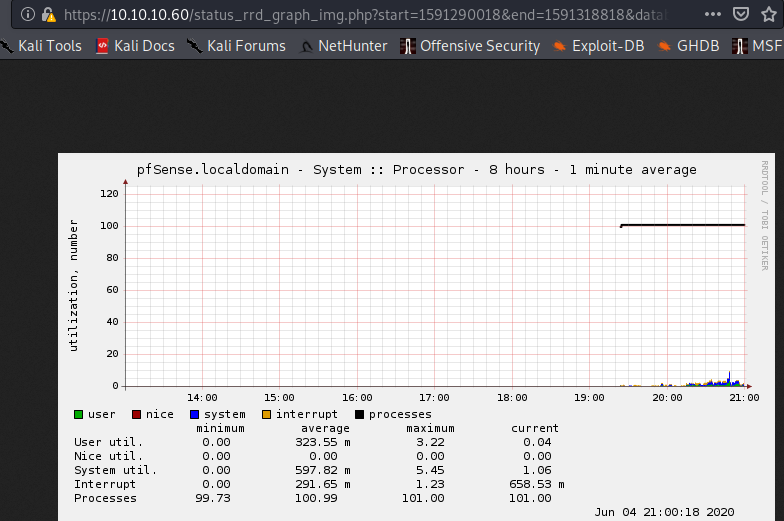 https://10.10.10.60/status_rrd_graph_img.php?start=1591290018&end=1591318818&data
Kali Tools Kali Docs Kali Forums NetHunter Offensive Security Exploit-DB GHDB MSF
pfSense.localdomain - System :: Processor - 8 hours - 1 minute average
RRDTOOL / TOBI OETIKER
utilization, number
120
100
80
60
40
20
0
14:00 15:00 16:00 17:00 18:00 19:00 20:00 21:00
user nice system interrupt processes
minimum average maximum current
User util. 0.00 323.55 m 3.22 0.04
Nice util. 0.00 0.00 0.00 0.00
System util. 0.00 597.82 m 5.45 1.06
Interrupt 0.00 291.65 m 1.23 658.53 m
Processes 99.73 100.99 101.00 101.00
Jun 04 21:00:18 2020